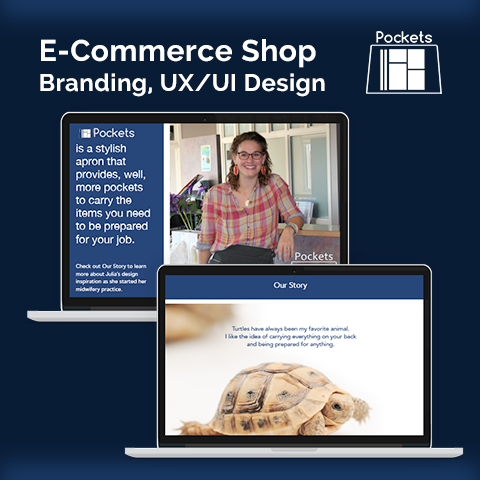 E-Commerce Shop
Branding, UX/UI Design
Pockets
Pockets
is a stylish
apron that
provides, well,
more pockets
to carry the
items you need
to be prepared
for your job.
Check out Our Story to learn
more about Julia's design
inspiration as she started her
midwifery practice.
Pockets
Our Story
Turtles have always been my favorite animal.
I like the idea of carrying everything on your back
and being prepared for anything.